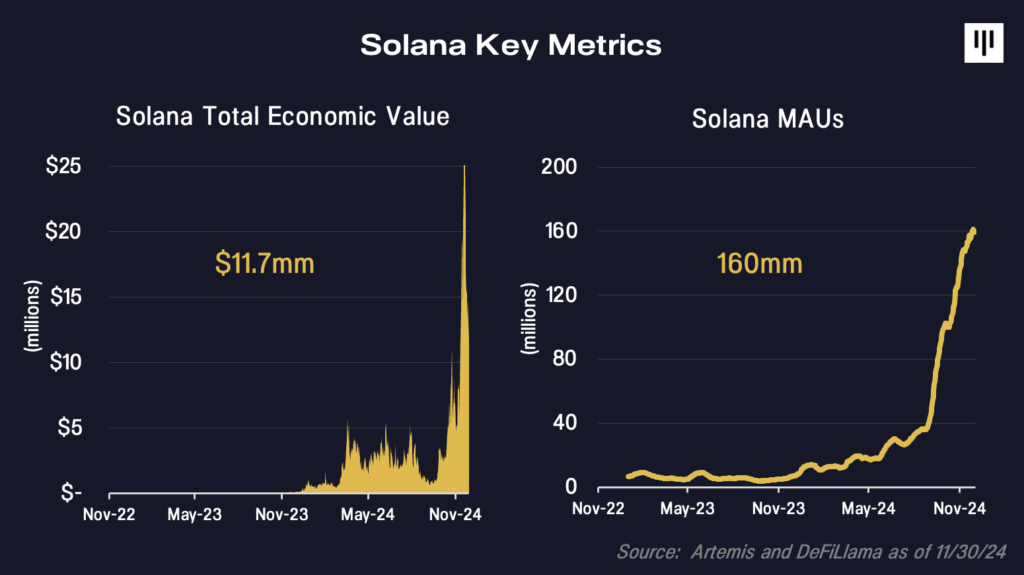 Solana Key Metrics
Solana Total Economic Value
$25
$20
$15
$10
$5
$-
(millions)
$11.7mm
Nov-22 May-23 Nov-23 May-24 Nov-24
Solana MAUs
200
160
120
80
40
0
(millions)
160mm
Nov-22 May-23 Nov-23 May-24 Nov-24
Source: Artemis and DeFiLlama as of 11/30/24